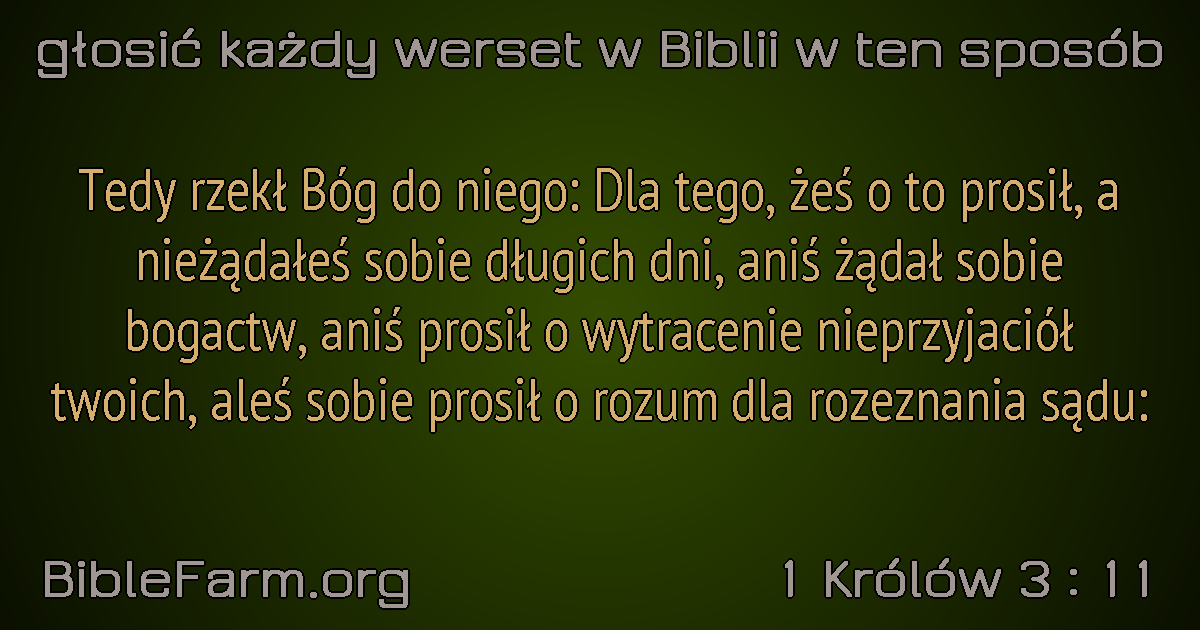 głosić każdy werset w Biblii w ten sposób
Tedy rzekł Bóg do niego: Dla tego, żeś o to prosił, a
nieżądałeś sobie długich dni, aniś żądał sobie
bogactw, aniś prosił o wytracenie nieprzyjaciół
twoich, aleś sobie prosił o rozum dla rozeznania sądu:
BibleFarm.org
1 Królów 3 : 11